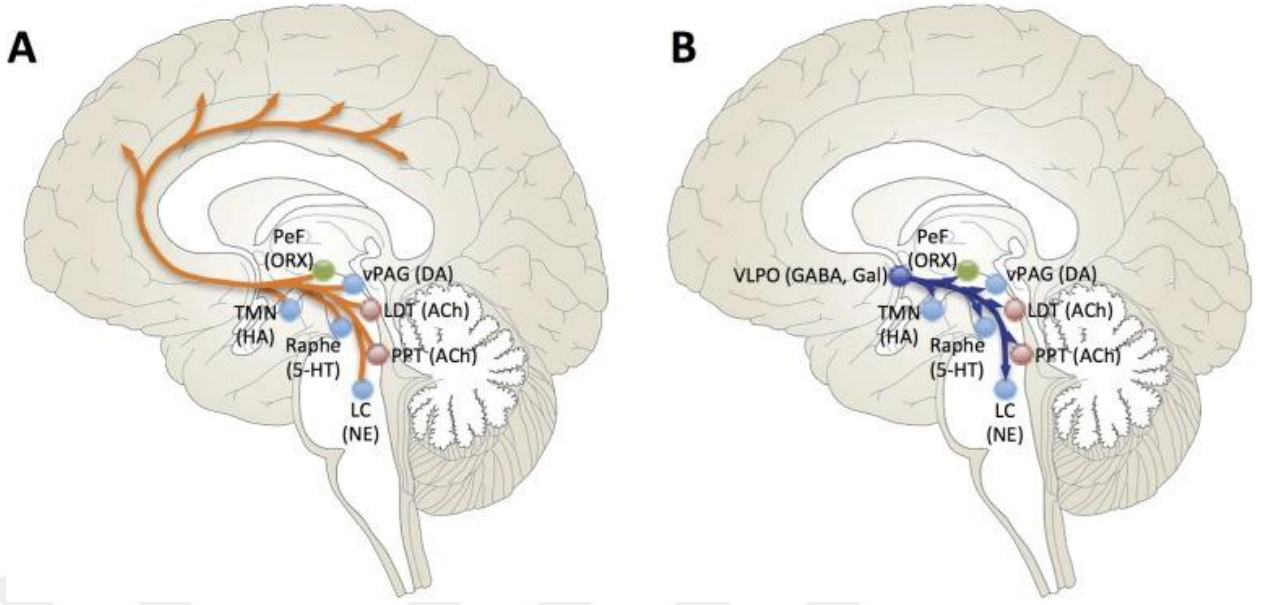 A
PeF
(ORX)
vPAG (DA)
TMN
(HA)
LDT (ACh)
Raphe
(5-HT)
PPT (ACh)
LC
(NE)
B
PeF
(ORX)
VLPO (GABA, Gal)
vPAG (DA)
TMN
(HA)
LDT (ACh)
Raphe
(5-HT)
PPT (ACh)
LC
(NE)